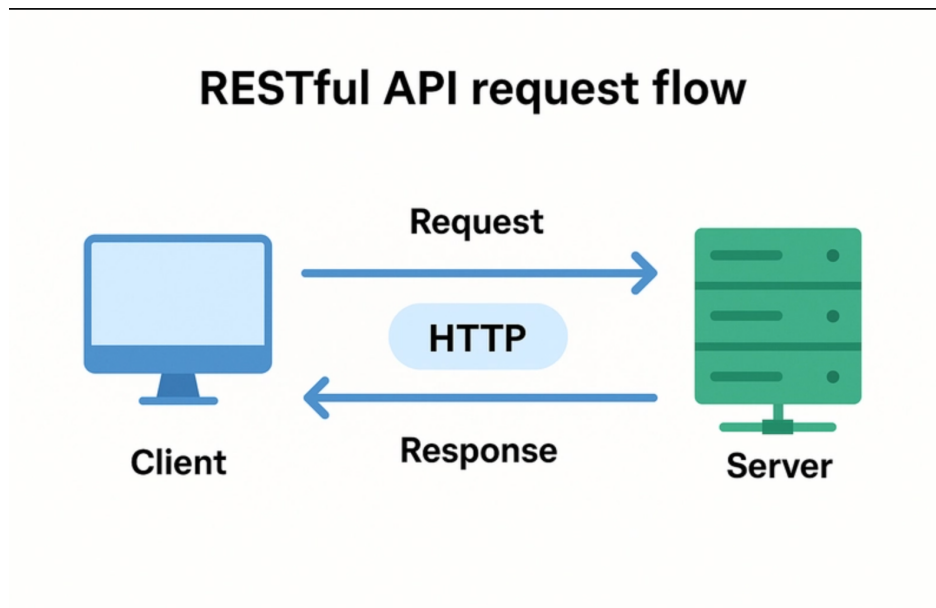 RESTful API request flow
Request
HTTP
Response
Client
Server